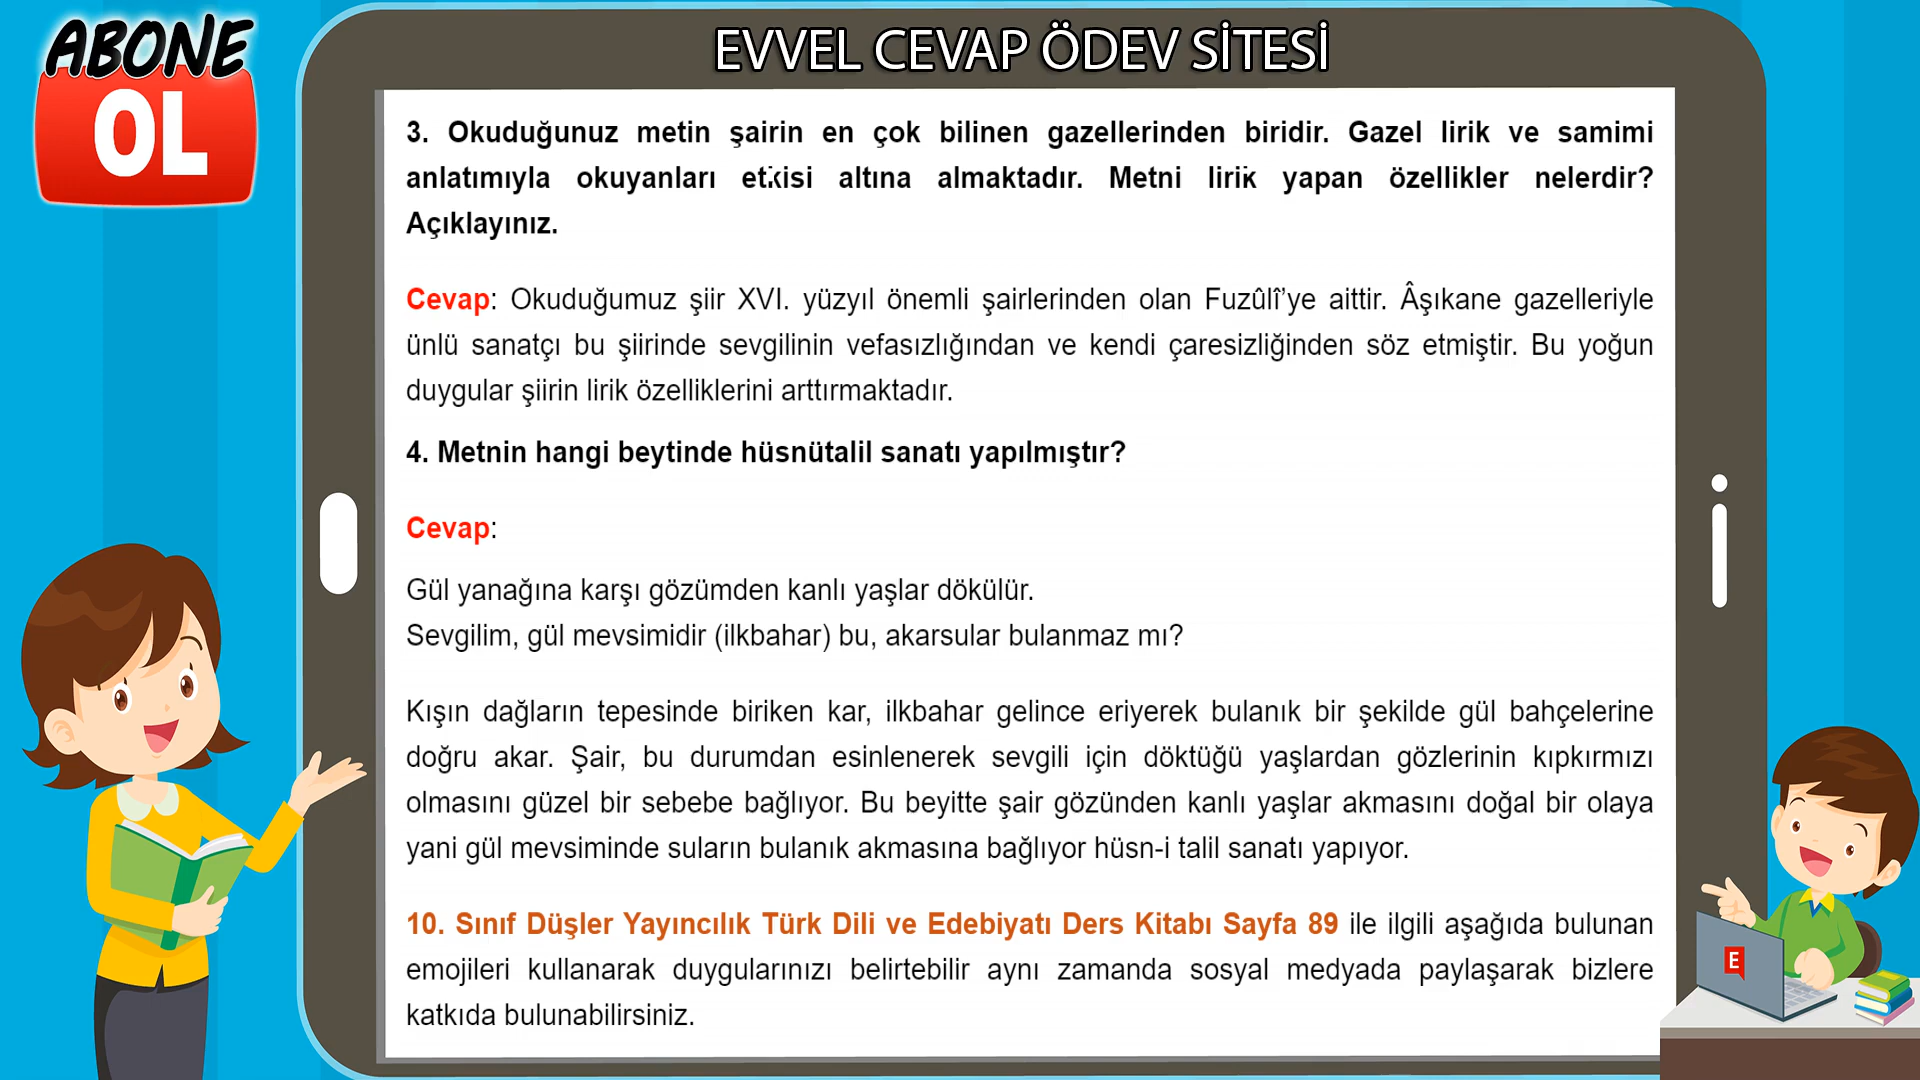 ABONE
OL
EVVEL CEVAP ÖDEV SİTESİ
3. Okuduğunuz metin şairin en çok bilinen gazellerinden biridir. Gazel lirik ve samimi
anlatımıyla okuyanları etkisi altına almaktadır. Metni lirik yapan özellikler nelerdir?
Açıklayınız.
Cevap: Okuduğumuz şiir XVI. yüzyıl önemli şairlerinden olan Fuzûlî’ye aittir. Âşıkane gazelleriyle
ünlü sanatçı bu şiirinde sevgilinin vefasızlığından ve kendi çaresizliğinden söz etmiştir. Bu yoğun
duygular şiirin lirik özelliklerini arttırmaktadır.
4. Metnin hangi beytinde hüsnütalil sanatı yapılmıştır?
Cevap:
Gül yanağına karşı gözümden kanlı yaşlar dökülür.
Sevgilim, gül mevsimidir (ilkbahar) bu, akarsular bulanmaz mı?
Kışın dağların tepesinde biriken kar, ilkbahar gelince eriyerek bulanık bir şekilde gül bahçelerine
doğru akar. Şair, bu durumdan esinlenerek sevgili için döktüğü yaşlardan gözlerinin kıpkırmızı
olmasını güzel bir sebebe bağlıyor. Bu beyitte şair gözünden kanlı yaşlar akmasını doğal bir olaya
yani gül mevsiminde suların bulanık akmasına bağlıyor hüsn-i talil sanatı yapıyor.
10. Sınıf Düşler Yayıncılık Türk Dili ve Edebiyatı Ders Kitabı Sayfa 89 ile ilgili aşağıda bulunan
emojileri kullanarak duygularınızı belirtebilir aynı zamanda sosyal medyada paylaşarak bizlere
katkıda bulunabilirsiniz.
E